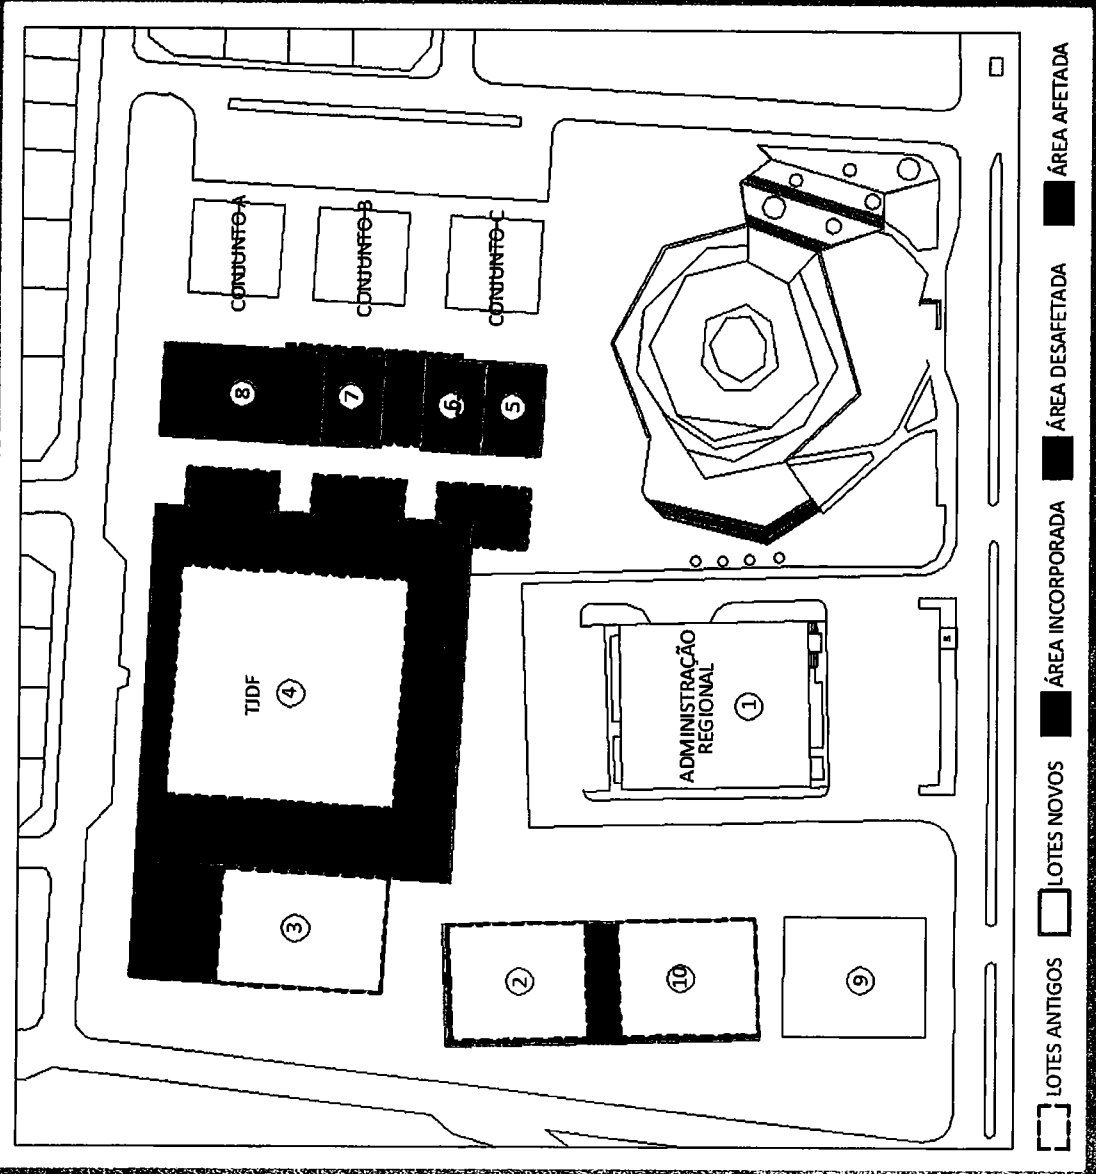 CONJUNTO A
CONJUNTO B
CONJUNTO C
8
7
6
5
TJDF
4
ADMINISTRAÇÃO
REGIONAL
1
3
2
10
9
LOTES ANTIGOS
LOTES NOVOS
ÁREA INCORPORADA
ÁREA DESAFETADA
ÁREA AFETADA